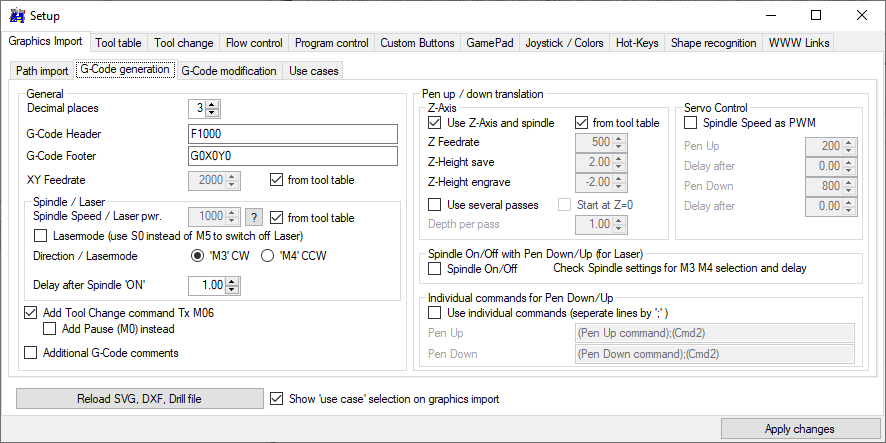 Setup
Graphics Import Tool table Tool change Flow control Program control Custom Buttons GamePad Joystick / Colors Hot-Keys Shape recognition WWW Links
Path import G-Code generation G-Code modification Use cases
General
Decimal places 3
G-Code Header F1000
G-Code Footer G0X0Y0
XY Feedrate 2000 from tool table
Spindle / Laser
Spindle Speed / Laser pwr. 1000 ? from tool table
Lasermode (use S0 instead of M5 to switch off Laser)
Direction / Lasermode 'M3' CW 'M4' CCW
Delay after Spindle 'ON' 1.00
Add Tool Change command Tx M06
Add Pause (M0) instead
Additional G-Code comments
Pen up / down translation
Z-Axis
Use Z-Axis and spindle from tool table
Z Feedrate 500
Z-Height save 2.00
Z-Height engrave -2.00
Use several passes Start at Z=0
Depth per pass 1.00
Servo Control
Spindle Speed as PWM
Pen Up 200
Delay after 0.00
Pen Down 800
Delay after 0.00
Spindle On/Off with Pen Down/Up (for Laser)
Spindle On/Off Check Spindle settings for M3 M4 selection and delay
Individual commands for Pen Down/Up
Use individual commands (seperate lines by ';' )
Pen Up (Pen Up command);(Cmd2)
Pen Down (Pen Down command);(Cmd2)
Reload SVG, DXF, Drill file Show 'use case' selection on graphics import
Apply changes